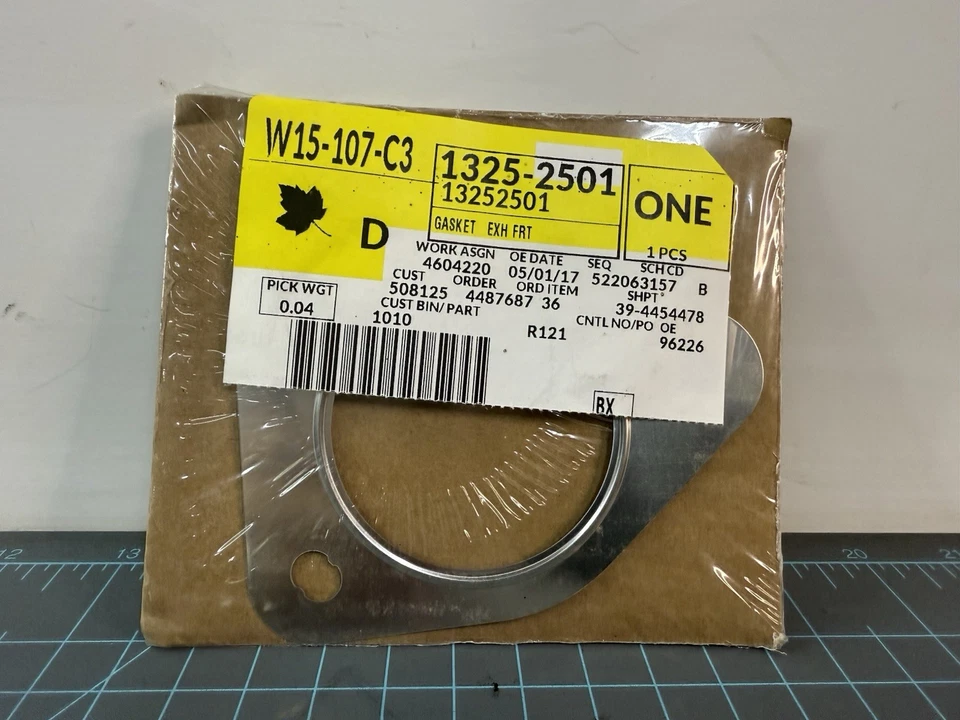 W15-107-C3
1325-2501
13252501
GASKET EXH FRT
ONE
1 PCS
D
WORK ASGN OE DATE SEQ SCH CD
4604220 05/01/17 522063157 B
CUST ORDER ORD ITEM SHPT#
508125 4487687 36 39-4454478
CUST BIN/PART CNTL NO/PO OE
1010 R121 96226
PICK WGT
0.04
BX
12 13 20 21